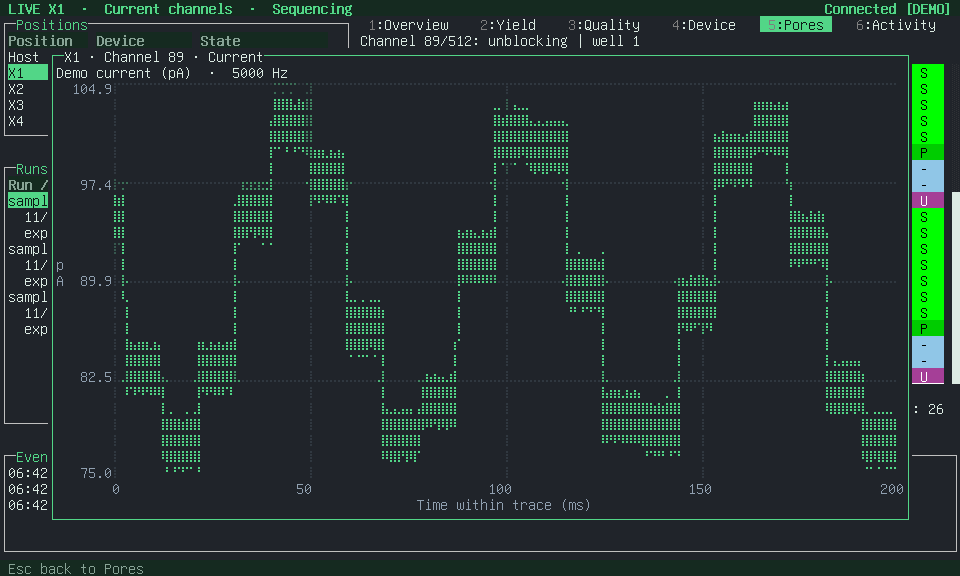 LIVE X1 · Current channels · Sequencing Connected [DEMO]
Positions 1:Overview 2:Yield 3:Quality 4:Device 5:Pores 6:Activity
Position Device State Channel 89/512: unblocking | well 1
Host X1 · Channel 89 · Current
X1 Demo current (pA) · 5000 Hz S
X2 104.9 S
X3 S
X4 S
P
-
Runs
Run / 97.4 -
sampl U
11/ S
exp S
sampl S
11/ p S
exp A 89.9 S
sampl S
11/ S
exp P
-
-
82.5 U
: 26
Even
06:42 75.0
06:42 0 50 100 150 200
06:42 Time within trace (ms)
Esc back to Pores